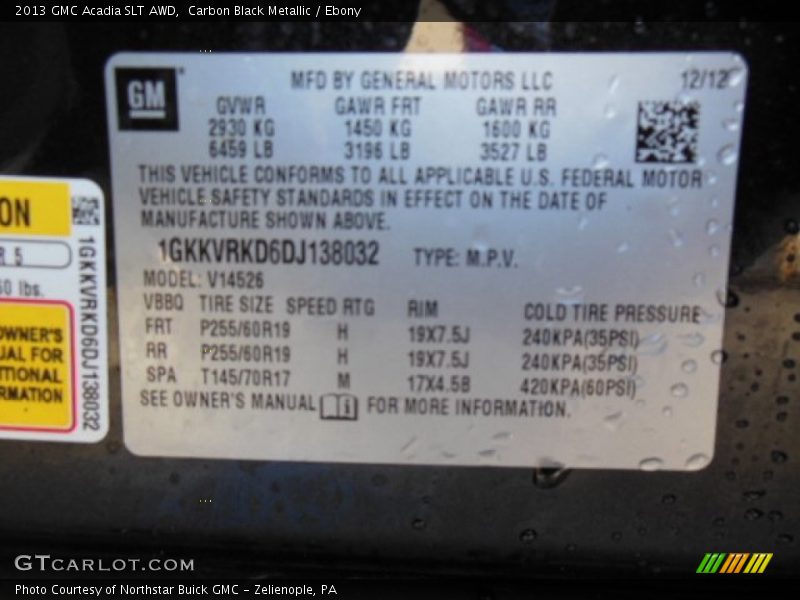 2013 GMC Acadia SLT AWD, Carbon Black Metallic / Ebony
GM
MFD BY GENERAL MOTORS LLC 12/12
GVWR GAWR FRT GAWR RR
2930 KG 1450 KG 1600 KG
6459 LB 3196 LB 3527 LB
THIS VEHICLE CONFORMS TO ALL APPLICABLE U.S. FEDERAL MOTOR
VEHICLE SAFETY STANDARDS IN EFFECT ON THE DATE OF
MANUFACTURE SHOWN ABOVE.
1GKKVRKD6DJ138032 TYPE: M.P.V.
MODEL: V14526
VBBQ TIRE SIZE SPEED RTG RIM COLD TIRE PRESSURE
FRT P255/60R19 H 19X7.5J 240KPA(35PSI)
RR P255/60R19 H 19X7.5J 240KPA(35PSI)
SPA T145/70R17 M 17X4.5B 420KPA(60PSI)
SEE OWNER'S MANUAL FOR MORE INFORMATION.
ON
R 5
lbs.
OWNER'S
UAL FOR
ITIONAL
RMATION
1GKKVRKD6DJ138032
GTCARLOT.COM
Photo Courtesy of Northstar Buick GMC - Zelienople, PA